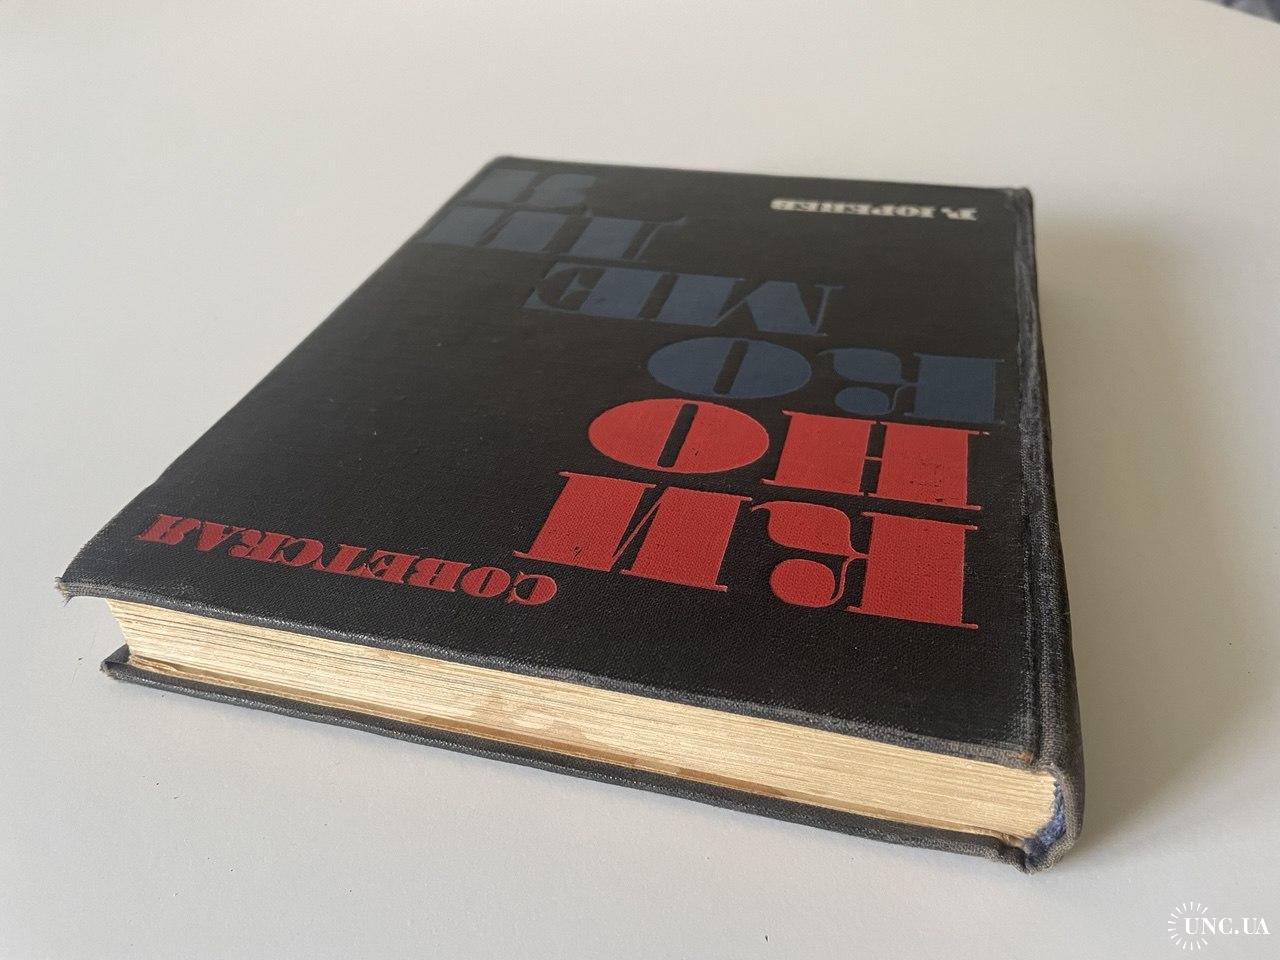 СОВЕТСКАЯ
КИ
НО
КО
МЕ
ДИ
Я
Р. ЮРЕНЕВ
UNC.UA